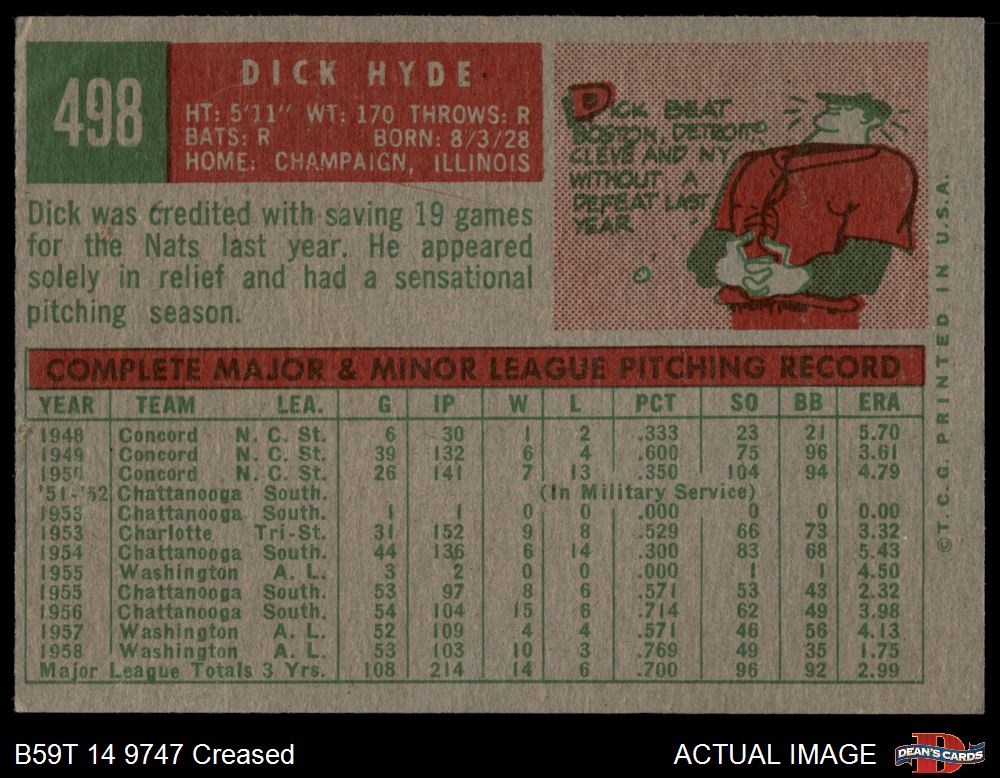 498
DICK HYDE
HT: 5'11" WT: 170 THROWS: R
BATS: R BORN: 8/3/28
HOME: CHAMPAIGN, ILLINOIS
Dick was credited with saving 19 games
for the Nats last year. He appeared
solely in relief and had a sensational
pitching season.
DICK BEAT
BOSTON, DETROIT
CLEVE AND NY
WITHOUT A
DEFEAT LAST
YEAR
B
COMPLETE MAJOR & MINOR LEAGUE PITCHING RECORD
YEAR TEAM LEA. G IP W L PCT SO BB ERA
1948 Concord N. C. St. 6 30 1 2 .333 23 21 5.70
1949 Concord N. C. St. 39 132 6 4 .600 75 96 3.61
1950 Concord N. C. St. 26 141 7 13 .350 104 94 4.79
'51-'52 Chattanooga South. (In Military Service)
1953 Chattanooga South. 1 1 0 0 .000 0 0 0.00
1953 Charlotte Tri-St. 31 152 9 8 .529 66 73 3.32
1954 Chattanooga South. 44 136 6 14 .300 83 68 5.43
1955 Washington A. L. 3 2 0 0 .000 1 1 4.50
1955 Chattanooga South. 53 97 8 6 .571 53 43 2.32
1956 Chattanooga South. 54 104 15 6 .714 62 49 3.98
1957 Washington A. L. 52 109 4 4 .571 46 56 4.13
1958 Washington A. L. 53 103 10 3 .769 49 35 1.75
Major League Totals 3 Yrs. 108 214 14 6 .700 96 92 2.99
©T.C.G. PRINTED IN U.S.A.
B59T 14 9747 Creased
ACTUAL IMAGE
DEAN'S CARDS